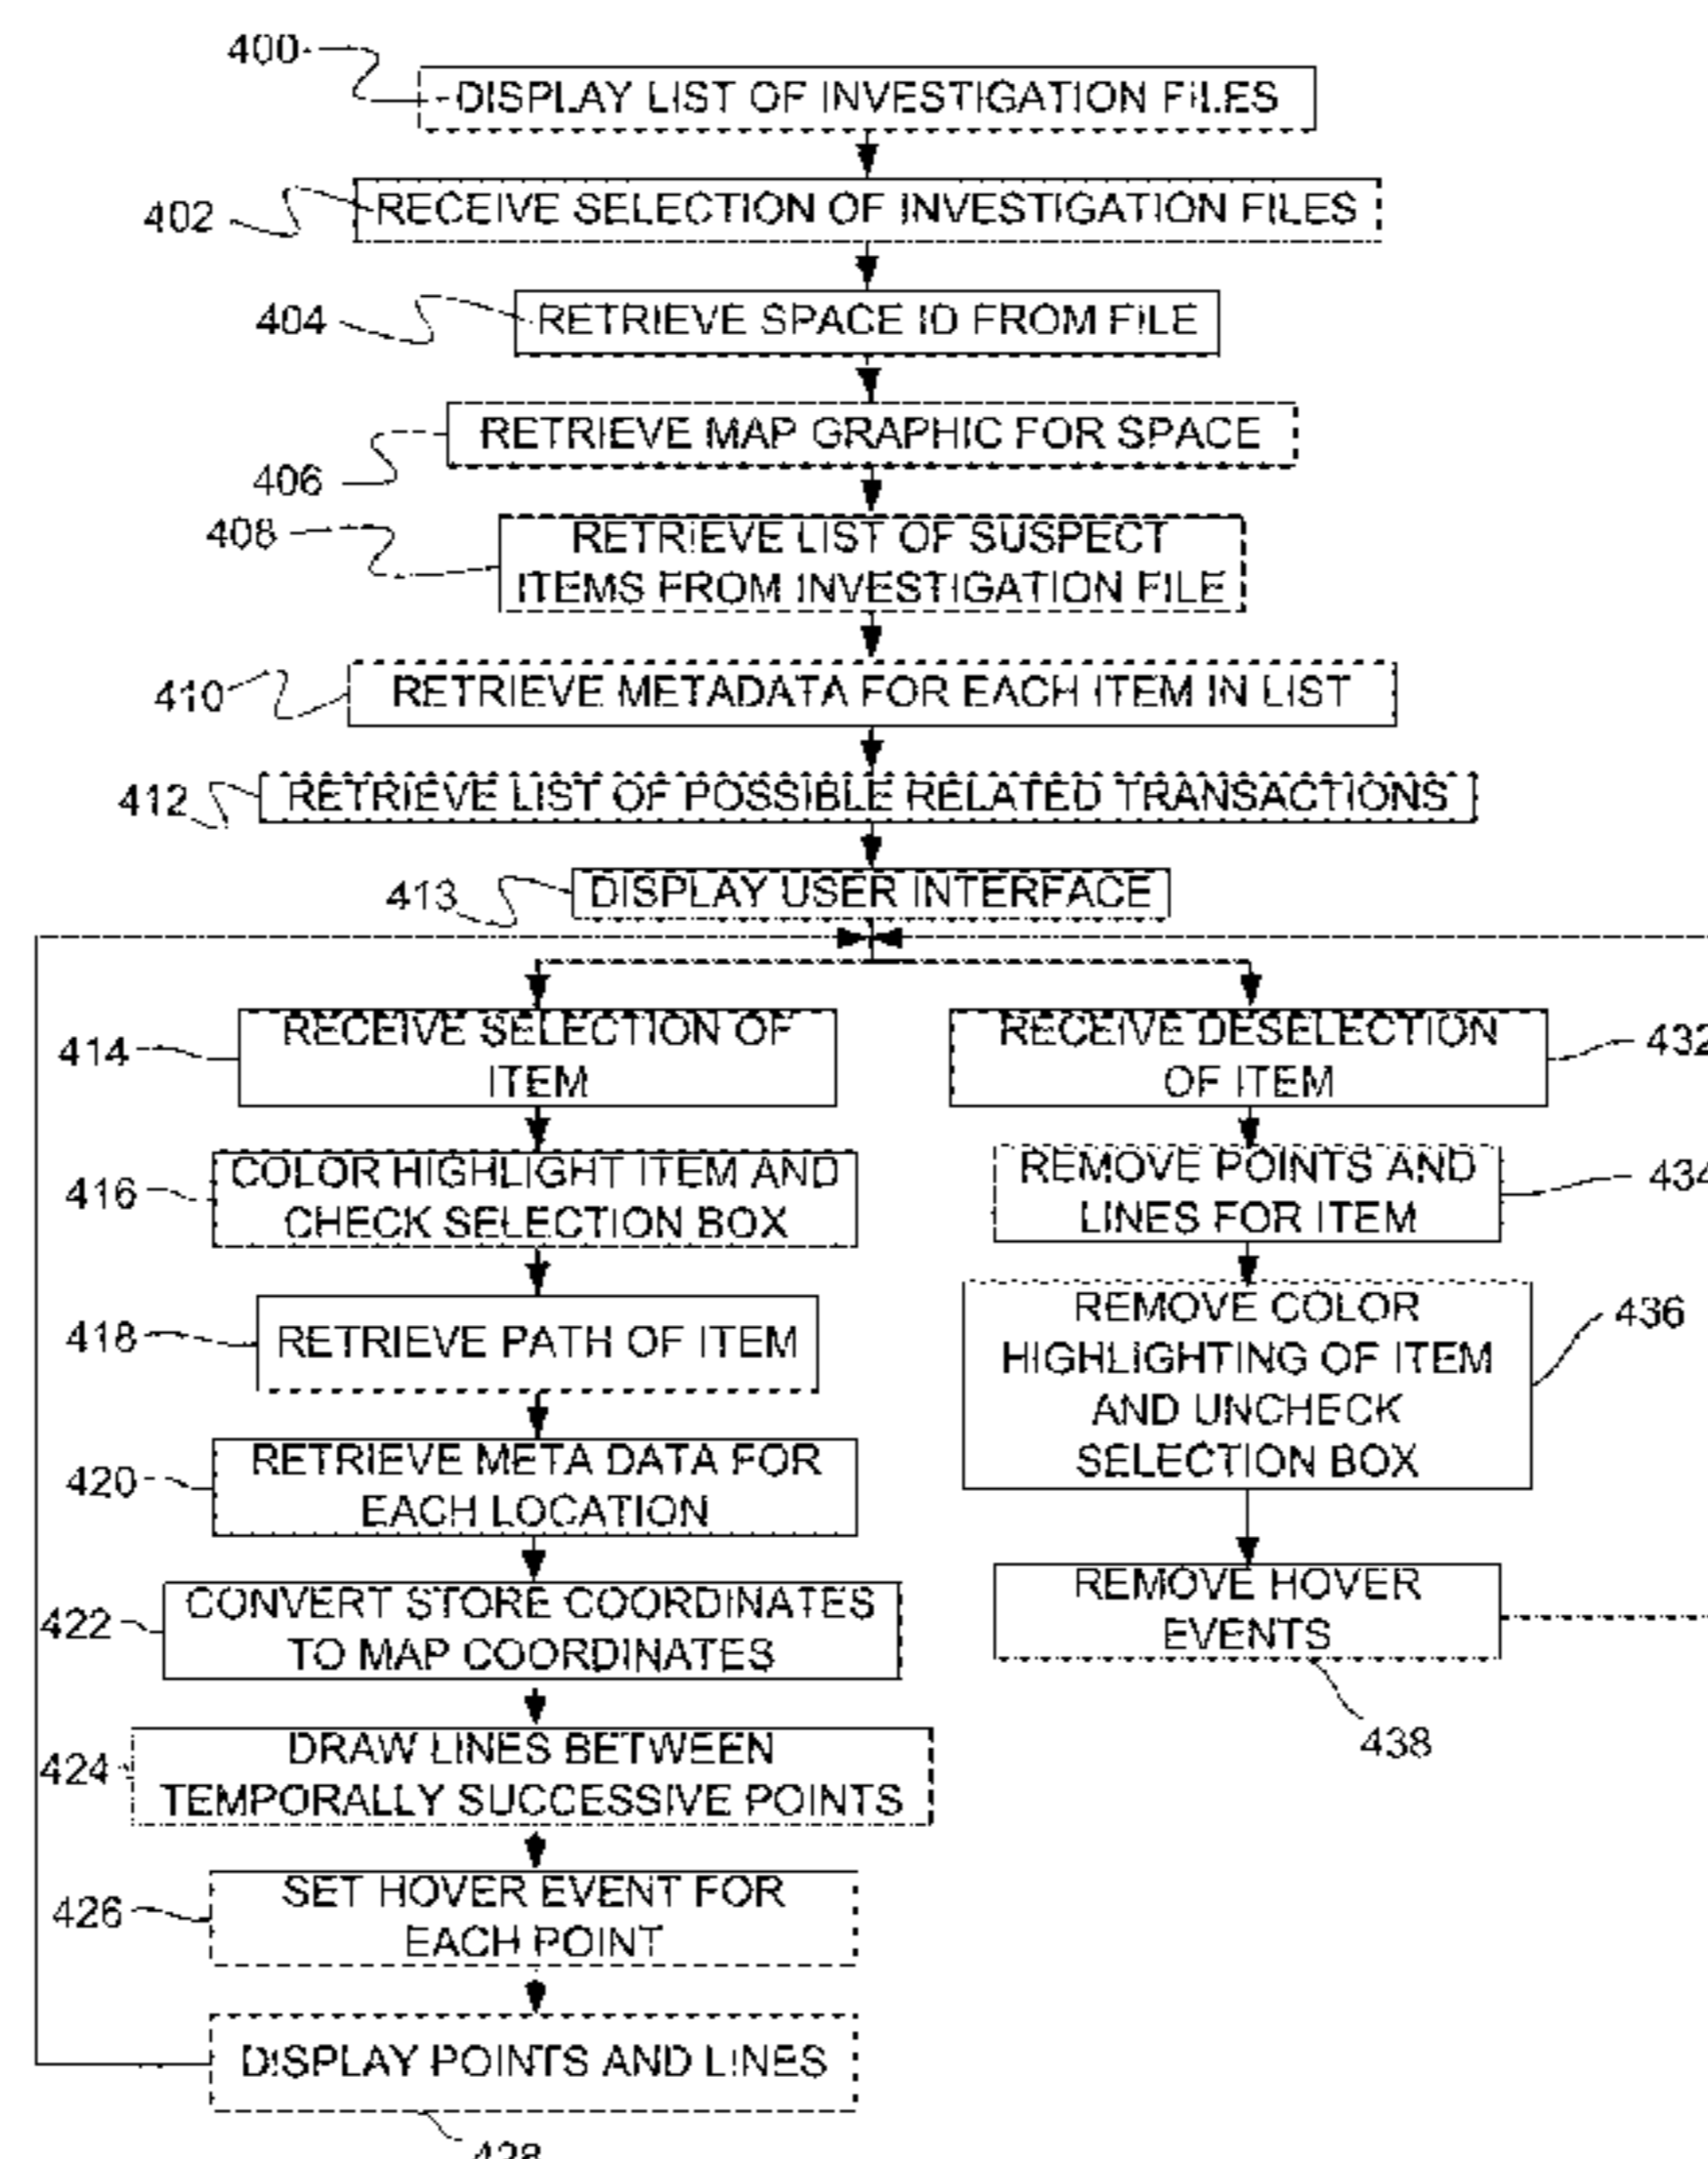 400
DISPLAY LIST OF INVESTIGATION FILES
402
RECEIVE SELECTION OF INVESTIGATION FILES
404
RETRIEVE SPACE ID FROM FILE
406
RETRIEVE MAP GRAPHIC FOR SPACE
408
RETRIEVE LIST OF SUSPECT
ITEMS FROM INVESTIGATION FILE
410
RETRIEVE METADATA FOR EACH ITEM IN LIST
412
RETRIEVE LIST OF POSSIBLE RELATED TRANSACTIONS
413
DISPLAY USER INTERFACE
414
RECEIVE SELECTION OF
ITEM
416
COLOR HIGHLIGHT ITEM AND
CHECK SELECTION BOX
418
RETRIEVE PATH OF ITEM
420
RETRIEVE META DATA FOR
EACH LOCATION
422
CONVERT STORE COORDINATES
TO MAP COORDINATES
424
DRAW LINES BETWEEN
TEMPORALLY SUCCESSIVE POINTS
426
SET HOVER EVENT FOR
EACH POINT
DISPLAY POINTS AND LINES
428
RECEIVE DESELECTION
OF ITEM
432
REMOVE POINTS AND
LINES FOR ITEM
434
REMOVE COLOR
HIGHLIGHTING OF ITEM
AND UNCHECK
SELECTION BOX
436
REMOVE HOVER
EVENTS
438